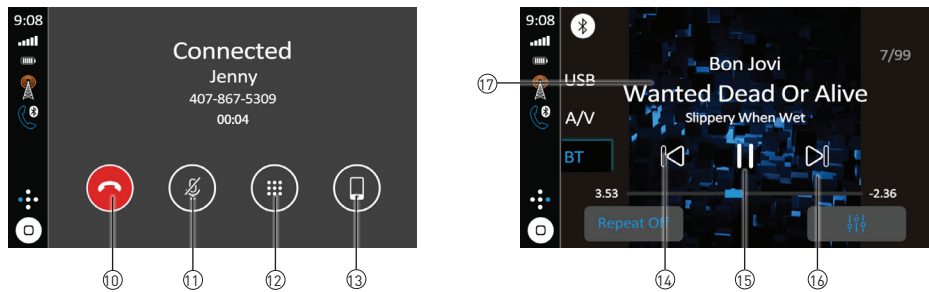 9:08
Connected
Jenny
407-867-5309
00:04
10
11
12
13
9:08
7/99
USB
Bon Jovi
17
Wanted Dead Or Alive
A/V
Slippery When Wet
BT
3.53
-2.36
Repeat Off
14
15
16